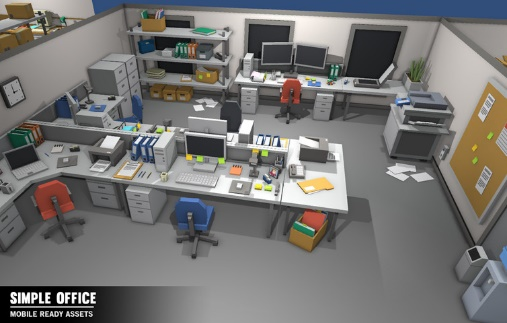 SIMPLE OFFICE
MOBILE READY ASSETS